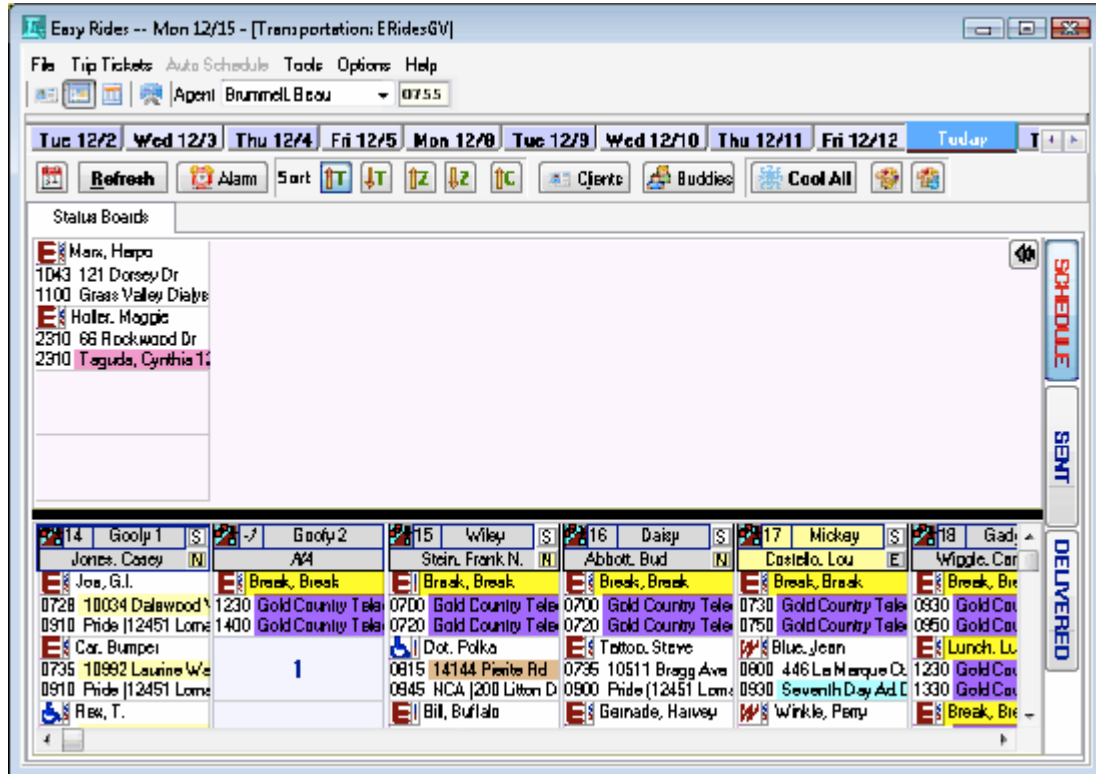 Easy Rides -- Mon 12/15 - [Transportation: ERidesGV]
File Trip Tickets Auto Schedule Tools Options Help
Agent Brummell, Beau 0755
Tue 12/2 Wed 12/3 Thu 12/4 Fri 12/5 Mon 12/8 Tue 12/9 Wed 12/10 Thu 12/11 Fri 12/12 Today T
Refresh Alarm Sort T T Z Z C Clients Buddies Cool All
Status Boards
E Marx, Harpo
1043 121 Dorsey Dr
1100 Grass Valley Dialys
E Holler, Maggie
2310 66 Rockwood Dr
2310 Taguda, Cynthia 12
SCHEDULE
SENT
DELIVERED
14 Goofy 1 S -/ Goofy 2 15 Wiley S 16 Daisy S 17 Mickey S 18
Jones, Casey N N/A Stein, Frank N. N Abbott, Bud N Costello, Lou E
E Joe, G.I. E Break, Break E Break, Break E Break, Break E Break, Break E Break, Bre
0728 10034 Dalewood 1230 Gold Country Tele 0700 Gold Country Tele 0700 Gold Country Tele 0730 Gold Country Tele 0930 Gold Cou
0910 Pride (12451 Loma 1400 Gold Country Tele 0720 Gold Country Tele 0720 Gold Country Tele 0750 Gold Country Tele 0950 Gold Cou
E Car, Bumper 1 Dot, Polka E Tattoo, Steve W Blue, Jean E Lunch, Lu
0735 10992 Laurine Wa 0815 14144 Pierite Rd 0735 10511 Bragg Ave 0800 446 La Marque Ct 1230 Gold Cou
0910 Pride (12451 Loma 0945 NCA (200 Litton D 0900 Pride (12451 Loma 0930 Seventh Day Ad. 1330 Gold Cou
Rex, T. E Bill, Buffalo E Gernade, Harvey W Winkle, Perry E Break, Bre